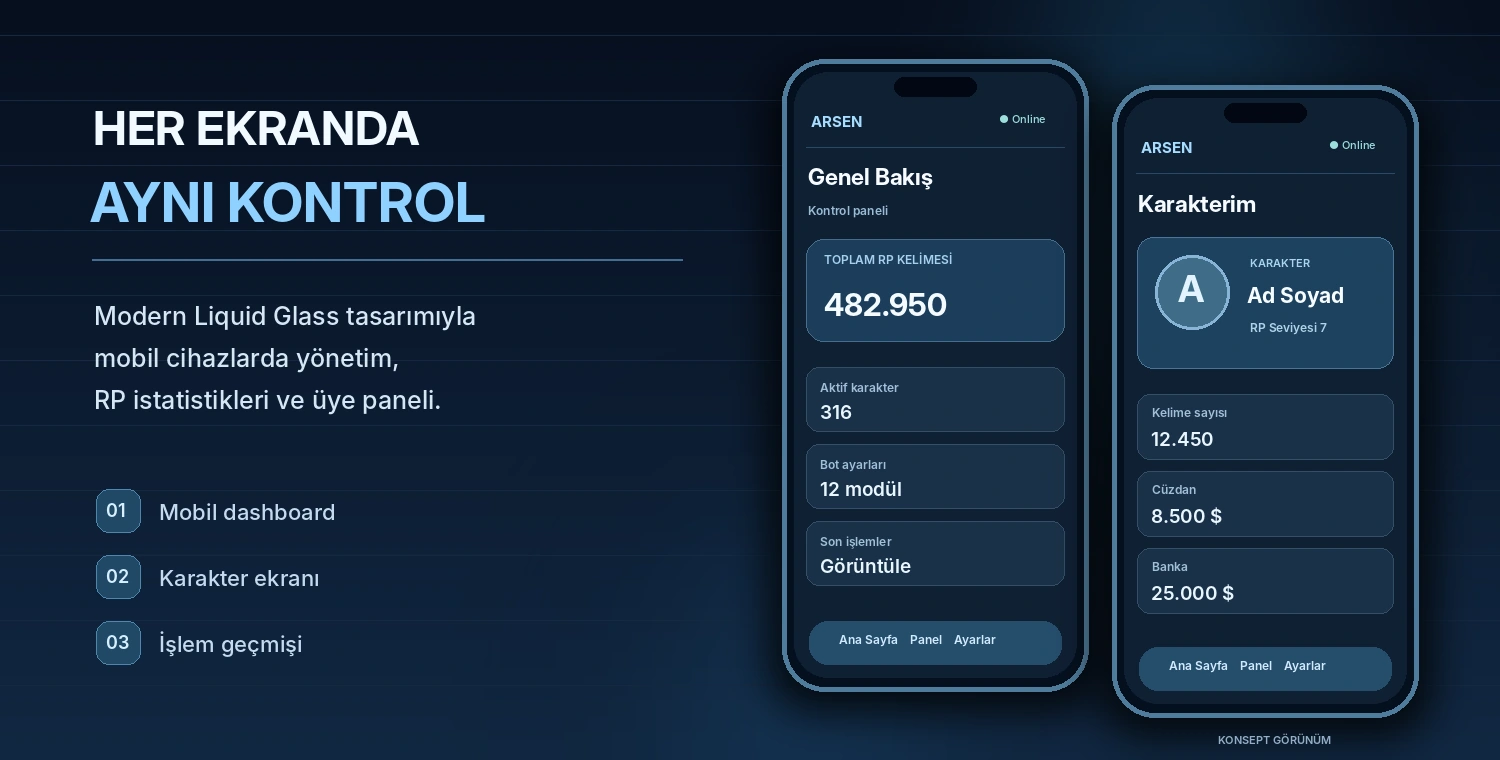 HER EKRANDA
AYNI KONTROL
Modern Liquid Glass tasarımıyla
mobil cihazlarda yönetim,
RP istatistikleri ve üye paneli.
01 Mobil dashboard
02 Karakter ekranı
03 İşlem geçmişi
ARSEN Online
Genel Bakış
Kontrol paneli
TOPLAM RP KELİMESİ
482.950
Aktif karakter
316
Bot ayarları
12 modül
Son işlemler
Görüntüle
Ana Sayfa Panel Ayarlar
ARSEN Online
Karakterim
A
KARAKTER
Ad Soyad
RP Seviyesi 7
Kelime sayısı
12.450
Cüzdan
8.500 $
Banka
25.000 $
Ana Sayfa Panel Ayarlar
KONSEPT GÖRÜNÜM